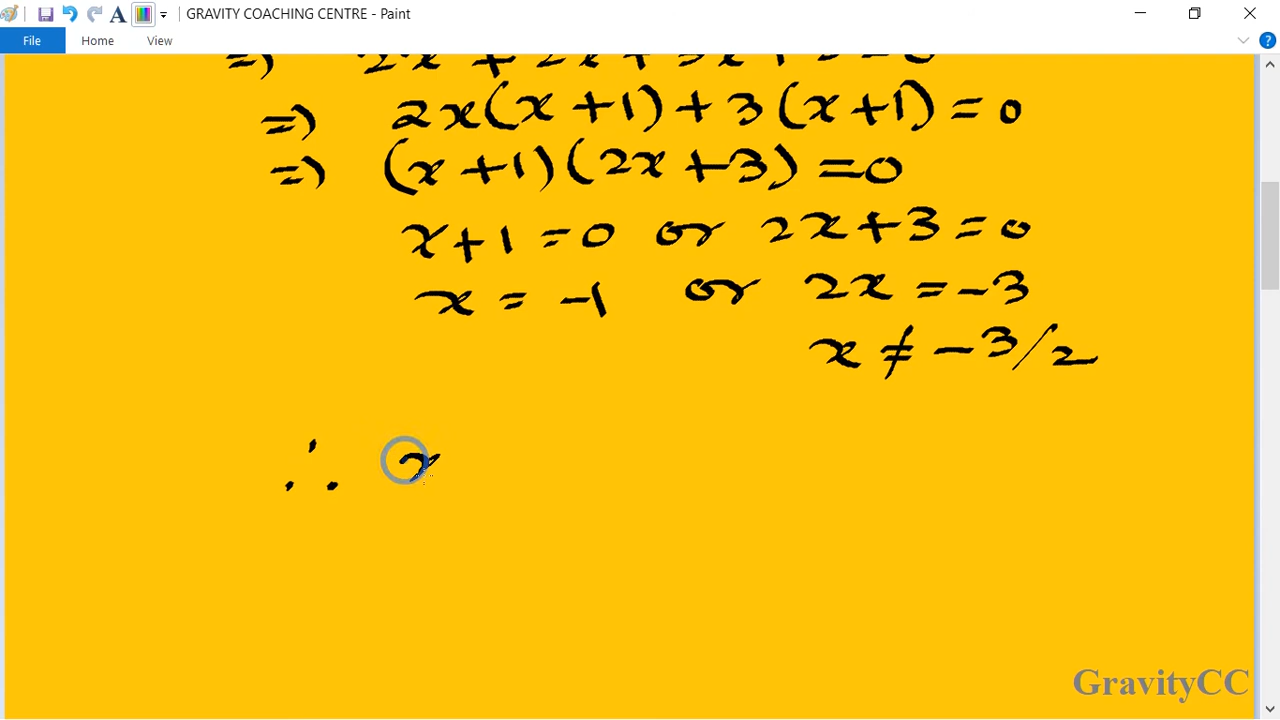 GRAVITY COACHING CENTRE - Paint
File Home View
=> 2x(x+1)+3(x+1)=0
=> (x+1)(2x+3)=0
x+1=0 or 2x+3=0
x=-1 or 2x=-3
x≠-3/2
∴ x
GravityCC